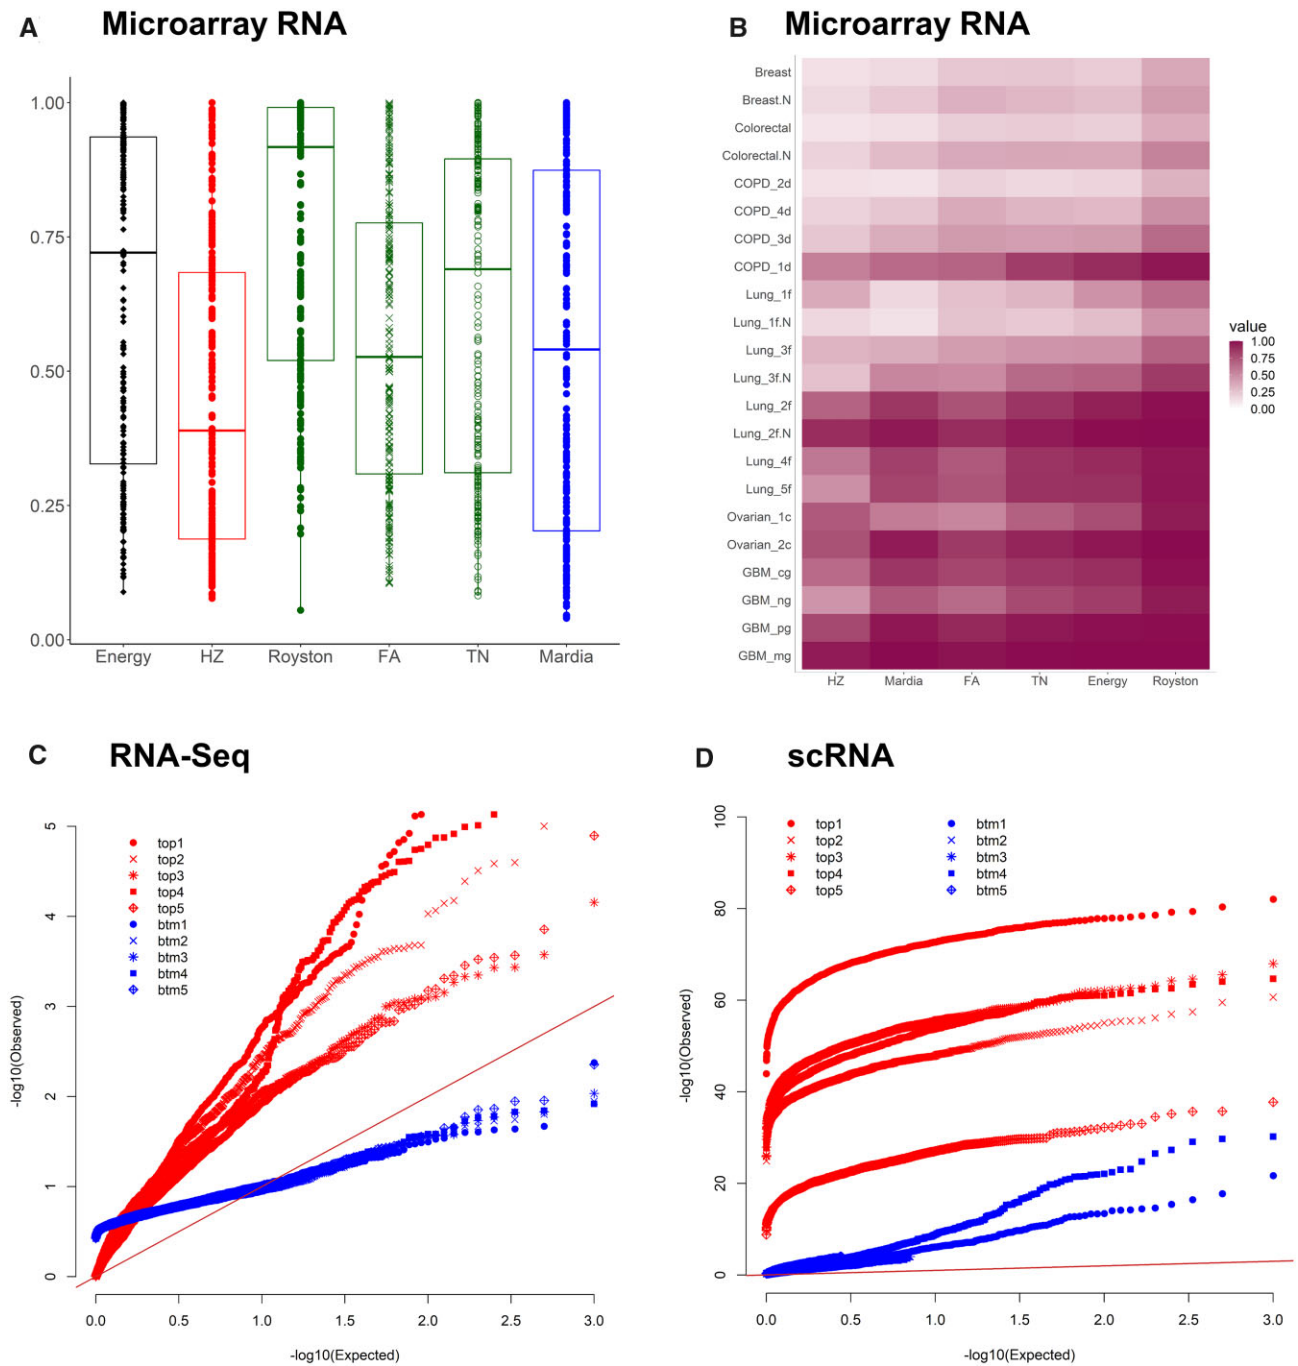 A Microarray RNA
1.00
0.75
0.50
0.25
0.00
Energy HZ Royston FA TN Mardia
B Microarray RNA
Breast
Breast.N
Colorectal
Colorectal.N
COPD_2d
COPD_4d
COPD_3d
COPD_1d
Lung_1f
Lung_1f.N
Lung_3f
Lung_3f.N
Lung_2f
Lung_2f.N
Lung_4f
Lung_5f
Ovarian_1c
Ovarian_2c
GBM_cg
GBM_ng
GBM_pg
GBM_mg
HZ Mardia FA TN Energy Royston
value
1.00
0.75
0.50
0.25
0.00
C RNA-Seq
-log10(Observed)
5
4
3
2
1
0
top1
top2
top3
top4
top5
btm1
btm2
btm3
btm4
btm5
0.0 0.5 1.0 1.5 2.0 2.5 3.0
-log10(Expected)
D scRNA
-log10(Observed)
100
80
60
40
20
0
top1 btm1
top2 btm2
top3 btm3
top4 btm4
top5 btm5
0.0 0.5 1.0 1.5 2.0 2.5 3.0
-log10(Expected)